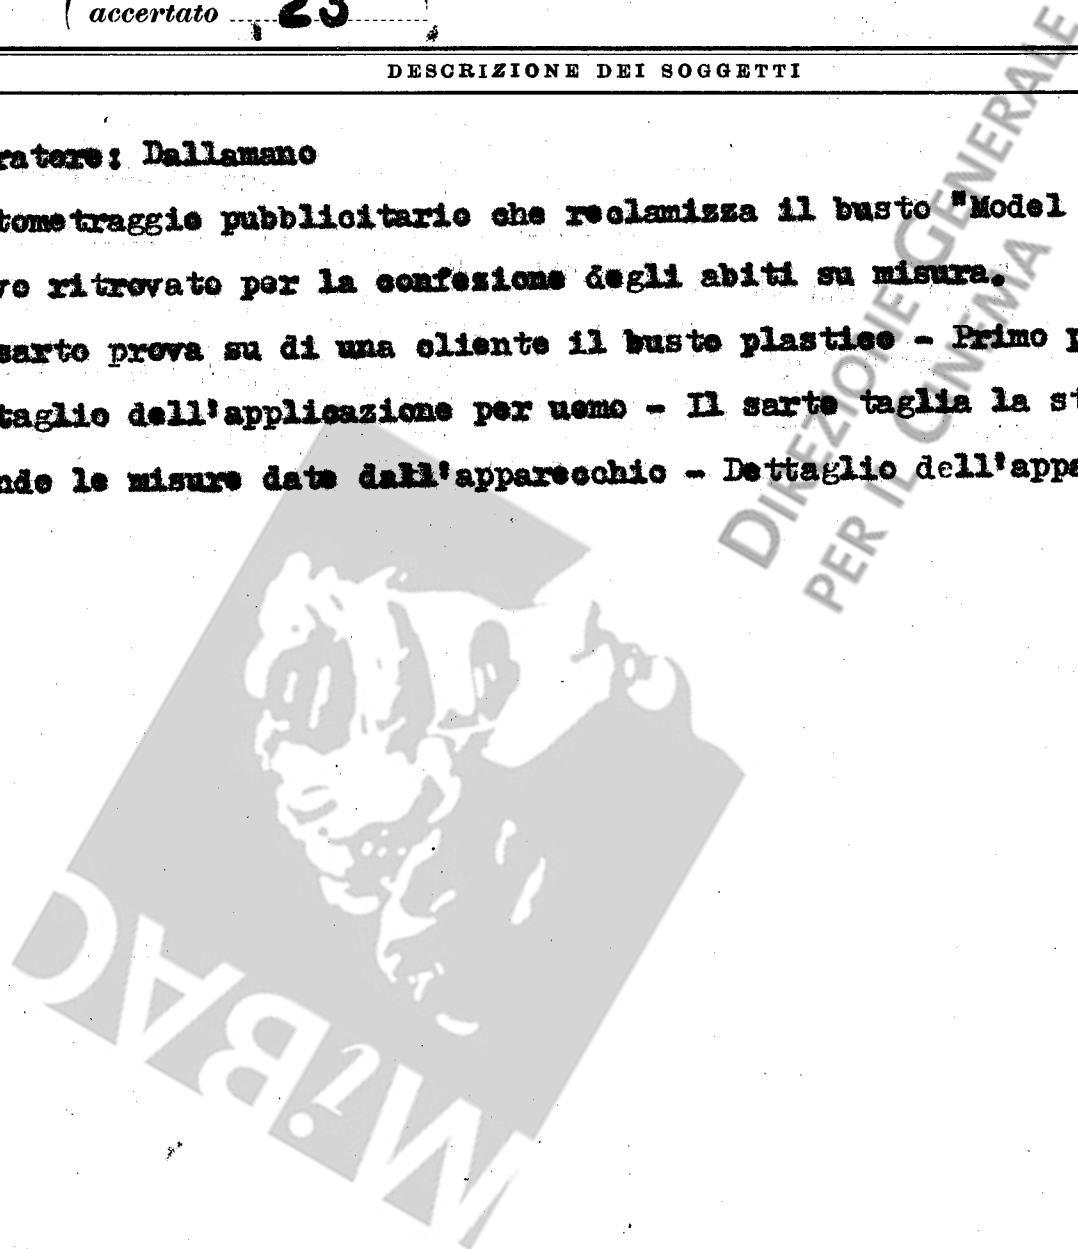 accertato 23
DESCRIZIONE DEI SOGGETTI
ratore: Dallamano
tometraggio pubblicitario che reclamizza il busto "Model
vo ritrovato per la confezione degli abiti su misura.
sarto prova su di una cliente il busto plastico - Primo p
taglio dell'applicazione per uomo - Il sarto taglia la st
ndo le misure date dall'apparecchio - Dettaglio dell'appa
DIREZIONE GENERALE
PER IL CINEMA
MiBAC